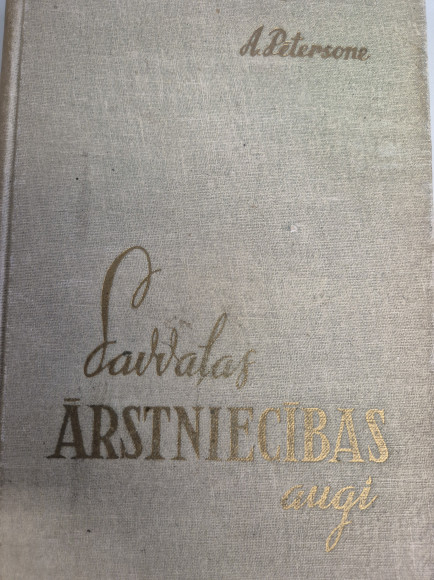 A. Pētersone
Savvaļas
ĀRSTNIECĪBAS
augi